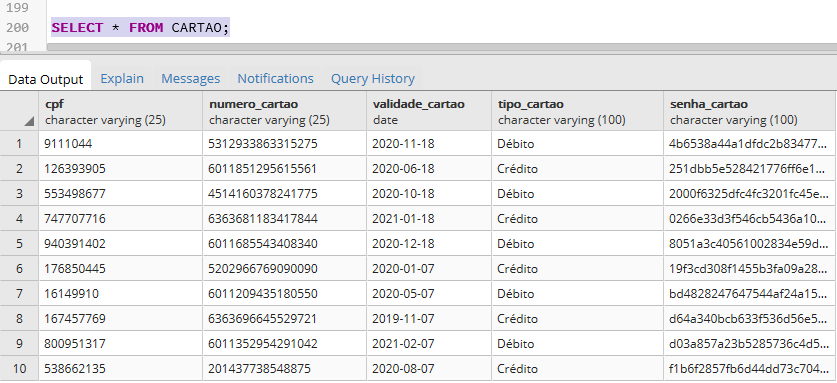 199
200 SELECT * FROM CARTAO;
201
Data Output Explain Messages Notifications Query History
cpf numero_cartao validade_cartao tipo_cartao senha_cartao
character varying (25) character varying (25) date character varying (100) character varying (100)
1 9111044 5312933863315275 2020-11-18 Débito 4b6538a44a1dfdc2b83477...
2 126393905 6011851295615561 2020-06-18 Crédito 251dbb5e528421776ff6e1...
3 553498677 4514160378241775 2020-10-18 Débito 2000f6325dfc4fc3201fc45e...
4 747707716 6363681183417844 2021-01-18 Crédito 0266e33d3f546cb5436a10...
5 940391402 6011685543408340 2020-12-18 Débito 8051a3c40561002834e59d...
6 176850445 5202966769090090 2020-01-07 Crédito 19f3cd308f1455b3fa09a28...
7 16149910 6011209435180550 2020-05-07 Débito bd4828247647544af24a15...
8 167457769 6363696645529721 2019-11-07 Crédito d64a340bcb633f536d56e5...
9 800951317 6011352954291042 2021-02-07 Débito d03a857a23b5285736c4d5...
10 538662135 201437738548875 2020-08-07 Crédito f1b6f2857fb6d44dd73c704...